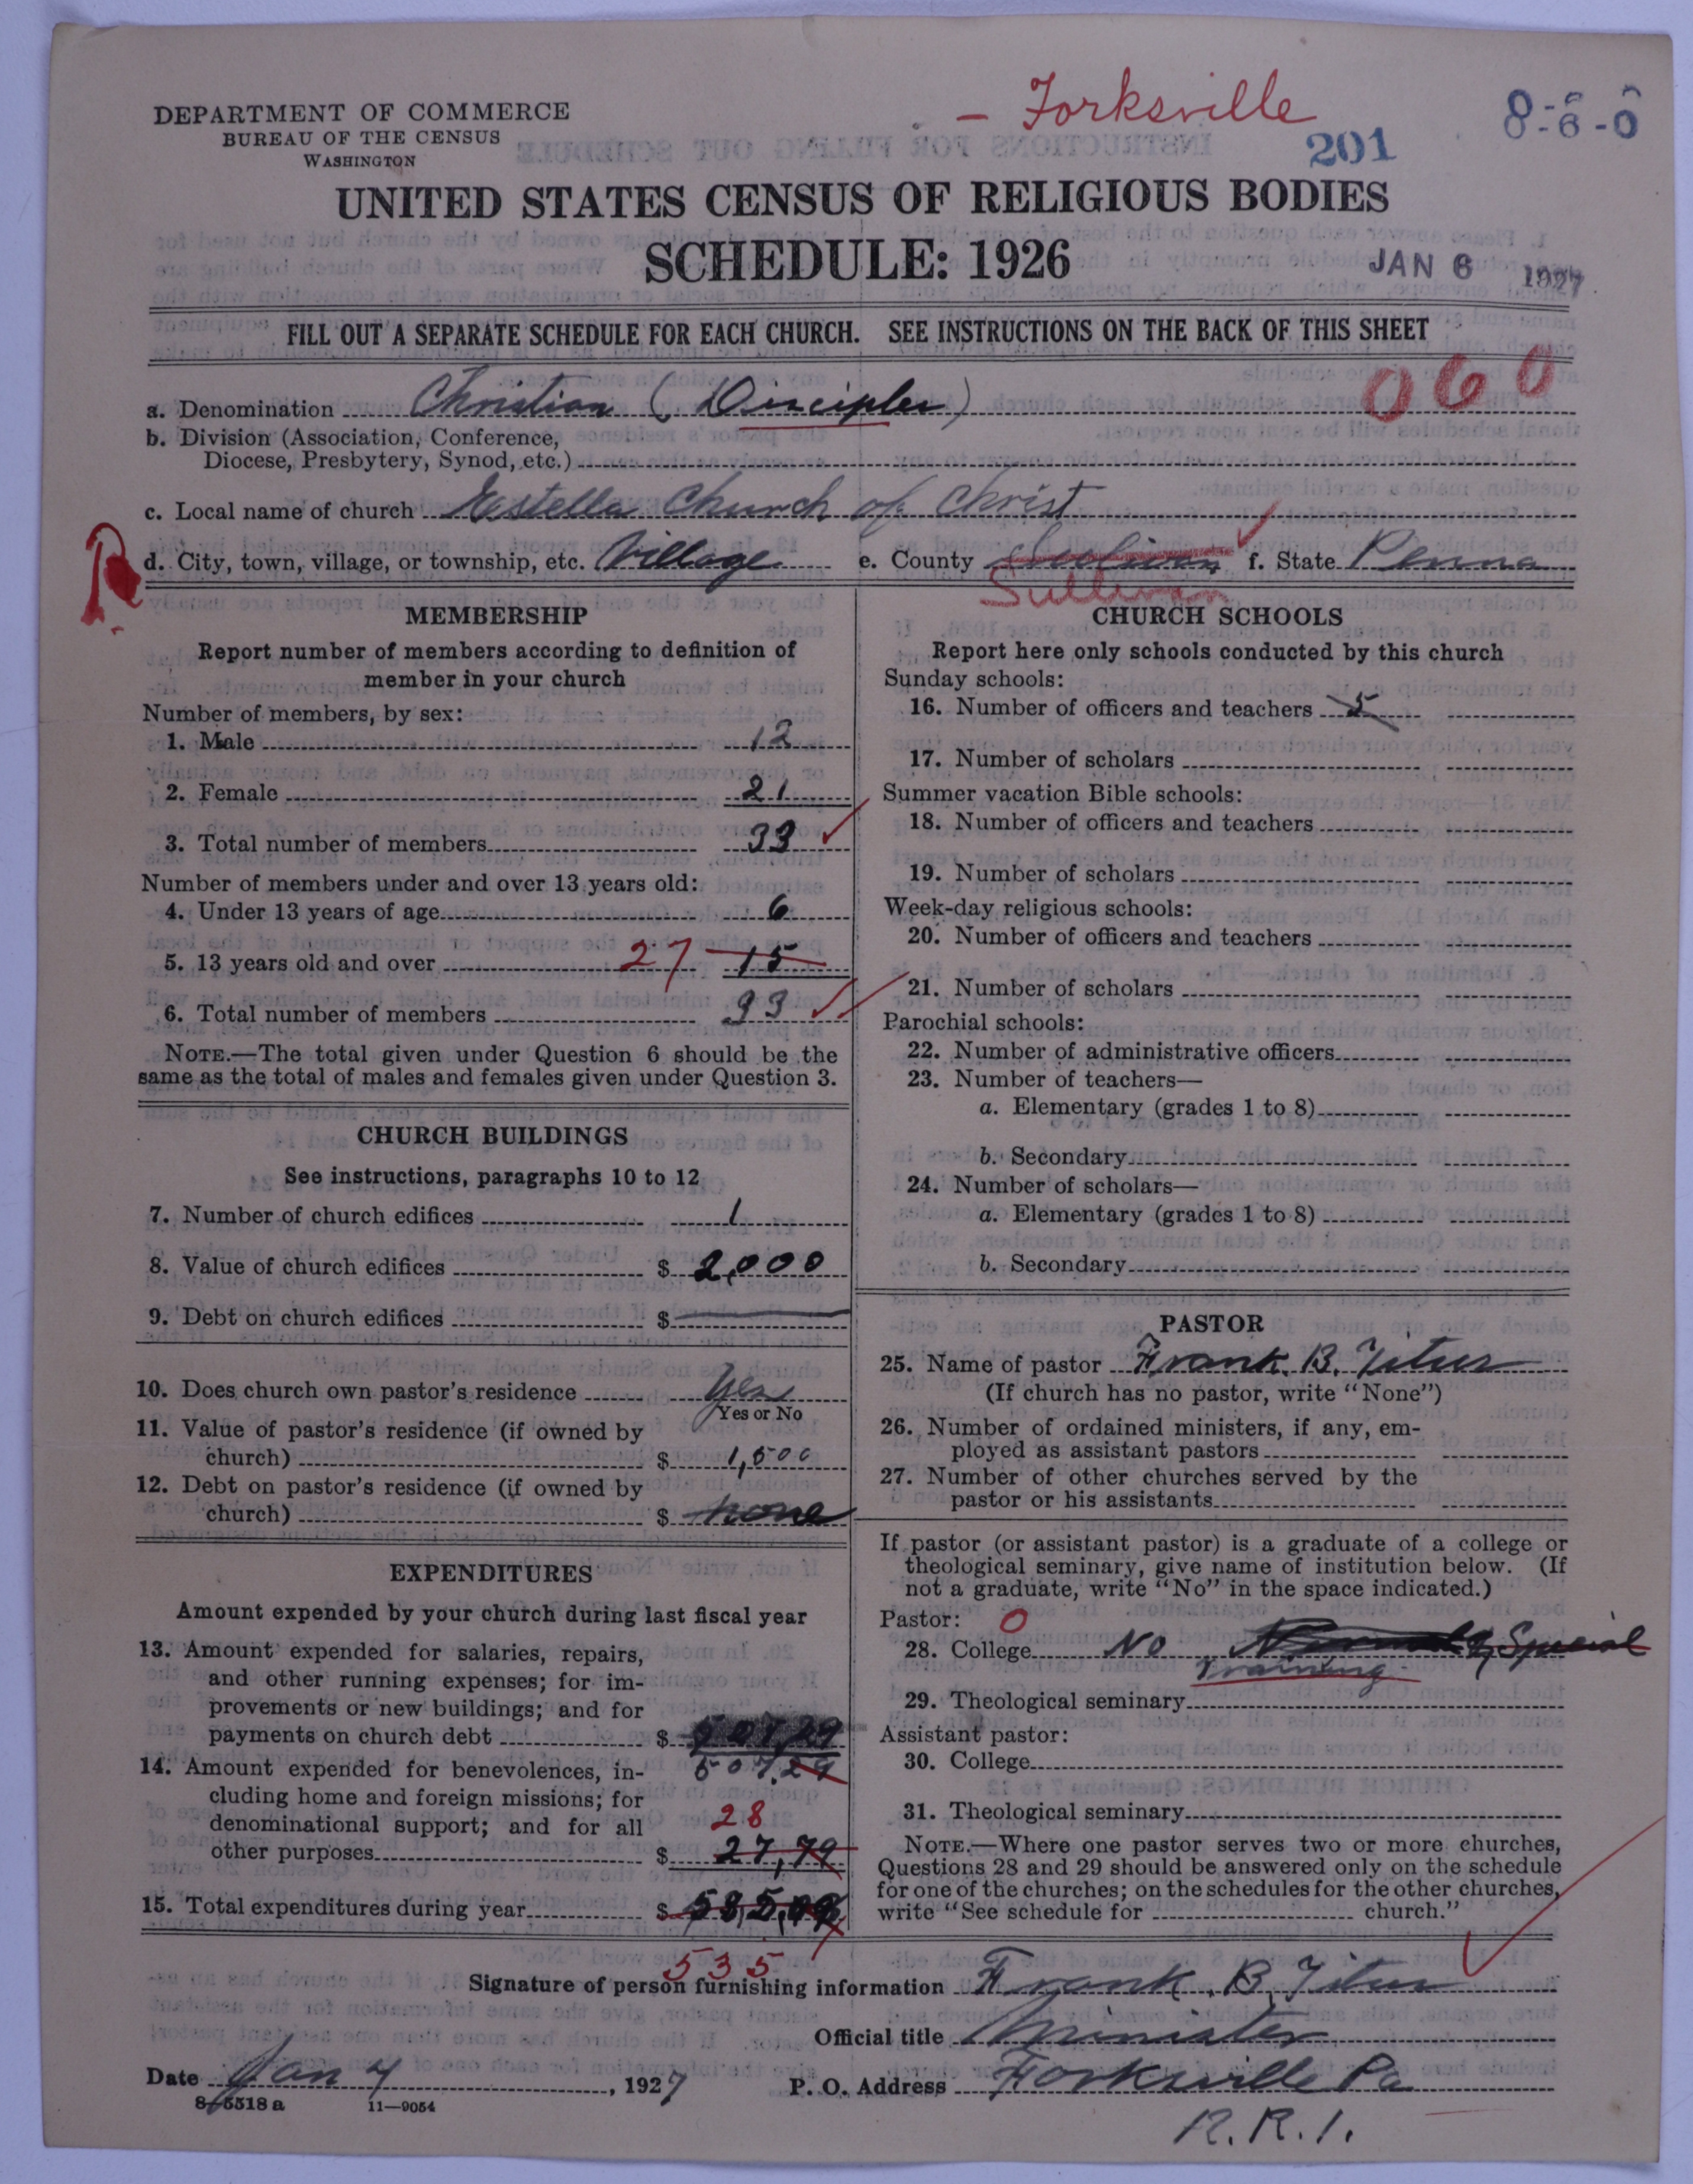 - Forksville
201
8-6-0
DEPARTMENT OF COMMERCE
BUREAU OF THE CENSUS
WASHINGTON
UNITED STATES CENSUS OF RELIGIOUS BODIES
SCHEDULE: 1926
JAN 6 1927
FILL OUT A SEPARATE SCHEDULE FOR EACH CHURCH. SEE INSTRUCTIONS ON THE BACK OF THIS SHEET
060
a. Denomination Christian (Disciples)
b. Division (Association, Conference,
Diocese, Presbytery, Synod, etc.)
c. Local name of church Estella Church of Christ
R
d. City, town, village, or township, etc. Village e. County Sullivan f. State Penna
MEMBERSHIP
Report number of members according to definition of
member in your church
Number of members, by sex:
1. Male 12
2. Female 21
3. Total number of members 33
Number of members under and over 13 years old:
4. Under 13 years of age 6
5. 13 years old and over 27 15
6. Total number of members 33
NOTE.—The total given under Question 6 should be the
same as the total of males and females given under Question 3.
CHURCH BUILDINGS
See instructions, paragraphs 10 to 12
7. Number of church edifices 1
8. Value of church edifices $ 2,000
9. Debt on church edifices $
10. Does church own pastor's residence Yes
Yes or No
11. Value of pastor's residence (if owned by
church) $ 1,500
12. Debt on pastor's residence (if owned by
church) $ none
EXPENDITURES
Amount expended by your church during last fiscal year
13. Amount expended for salaries, repairs,
and other running expenses; for im-
provements or new buildings; and for
payments on church debt $ 507,29
507.29
14. Amount expended for benevolences, in-
cluding home and foreign missions; for
denominational support; and for all 28
other purposes $ 27,79
15. Total expenditures during year $
535
CHURCH SCHOOLS
Report here only schools conducted by this church
Sunday schools:
16. Number of officers and teachers 5
17. Number of scholars
Summer vacation Bible schools:
18. Number of officers and teachers
19. Number of scholars
Week-day religious schools:
20. Number of officers and teachers
21. Number of scholars
Parochial schools:
22. Number of administrative officers
23. Number of teachers—
a. Elementary (grades 1 to 8)
b. Secondary
24. Number of scholars—
a. Elementary (grades 1 to 8)
b. Secondary
PASTOR
25. Name of pastor Frank. B. Titus
(If church has no pastor, write "None")
26. Number of ordained ministers, if any, em-
ployed as assistant pastors
27. Number of other churches served by the
pastor or his assistants
If pastor (or assistant pastor) is a graduate of a college or
theological seminary, give name of institution below. (If
not a graduate, write "No" in the space indicated.)
Pastor: 0
28. College No Normal & Special
Training
29. Theological seminary
Assistant pastor:
30. College
31. Theological seminary
NOTE.—Where one pastor serves two or more churches,
Questions 28 and 29 should be answered only on the schedule
for one of the churches; on the schedules for the other churches,
write "See schedule for church."
Signature of person furnishing information Frank. B. Titus
Official title Minister
Date Jan 4, 1927 P. O. Address Forksville Pa
R.R.1.
8-5518 a 11—9054